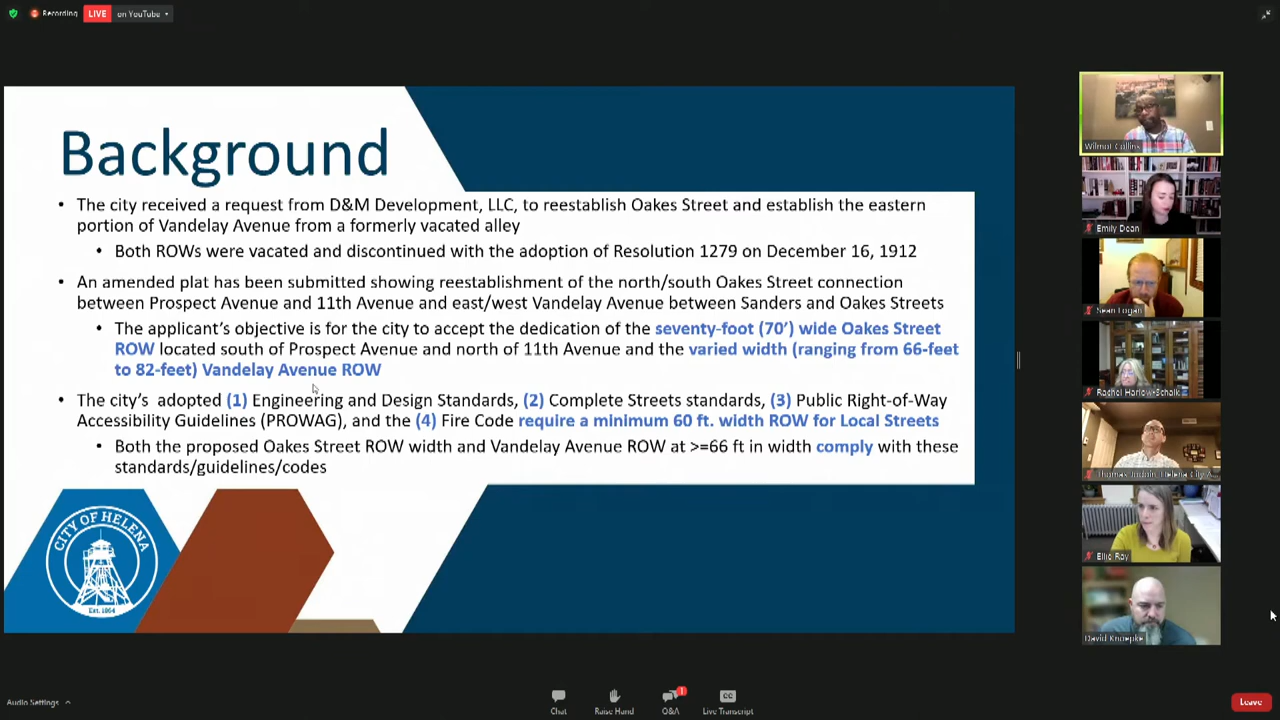 Recording
LIVE
on YouTube
Background
• The city received a request from D&M Development, LLC, to reestablish Oakes Street and establish the eastern
portion of Vandelay Avenue from a formerly vacated alley
• Both ROWs were vacated and discontinued with the adoption of Resolution 1279 on December 16, 1912
• An amended plat has been submitted showing reestablishment of the north/south Oakes Street connection
between Prospect Avenue and 11th Avenue and east/west Vandelay Avenue between Sanders and Oakes Streets
• The applicant's objective is for the city to accept the dedication of the seventy-foot (70') wide Oakes Street
ROW located south of Prospect Avenue and north of 11th Avenue and the varied width (ranging from 66-feet
to 82-feet) Vandelay Avenue ROW
• The city's adopted (1) Engineering and Design Standards, (2) Complete Streets standards, (3) Public Right-of-Way
Accessibility Guidelines (PROWAG), and the (4) Fire Code require a minimum 60 ft. width ROW for Local Streets
• Both the proposed Oakes Street ROW width and Vandelay Avenue ROW at >=66 ft in width comply with these
standards/guidelines/codes
CITY OF HELENA
Est. 1864
Wilmot Collins
Emily Dean
Sean Logan
Rachel Harlow-Schalk
Thomas Jodoin-Helena City A...
Ellie Ray
David Knoepke
Audio Settings
Chat
Raise Hand
1
Q&A
CC
Live Transcript
Leave